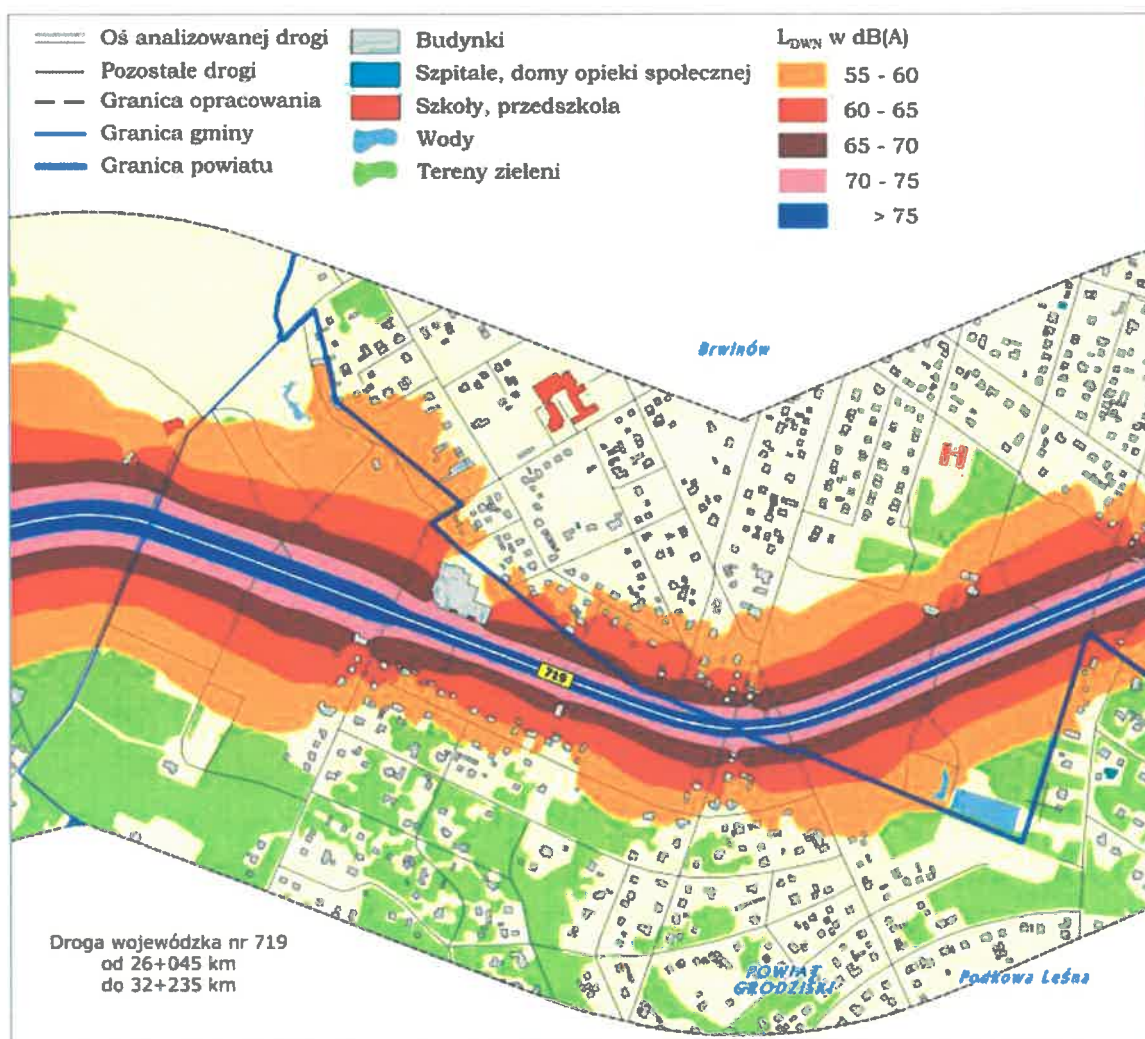 Oś analizowanej drogi
Pozostałe drogi
Granica opracowania
Granica gminy
Granica powiatu
Budynki
Szpitale, domy opieki społecznej
Szkoły, przedszkola
Wody
Tereny zieleni
LDWN w dB(A)
55 - 60
60 - 65
65 - 70
70 - 75
> 75
Brwinów
719
Droga wojewódzka nr 719
od 26+045 km
do 32+235 km
POWIAT
GRODZISKI
Podkowa Leśna